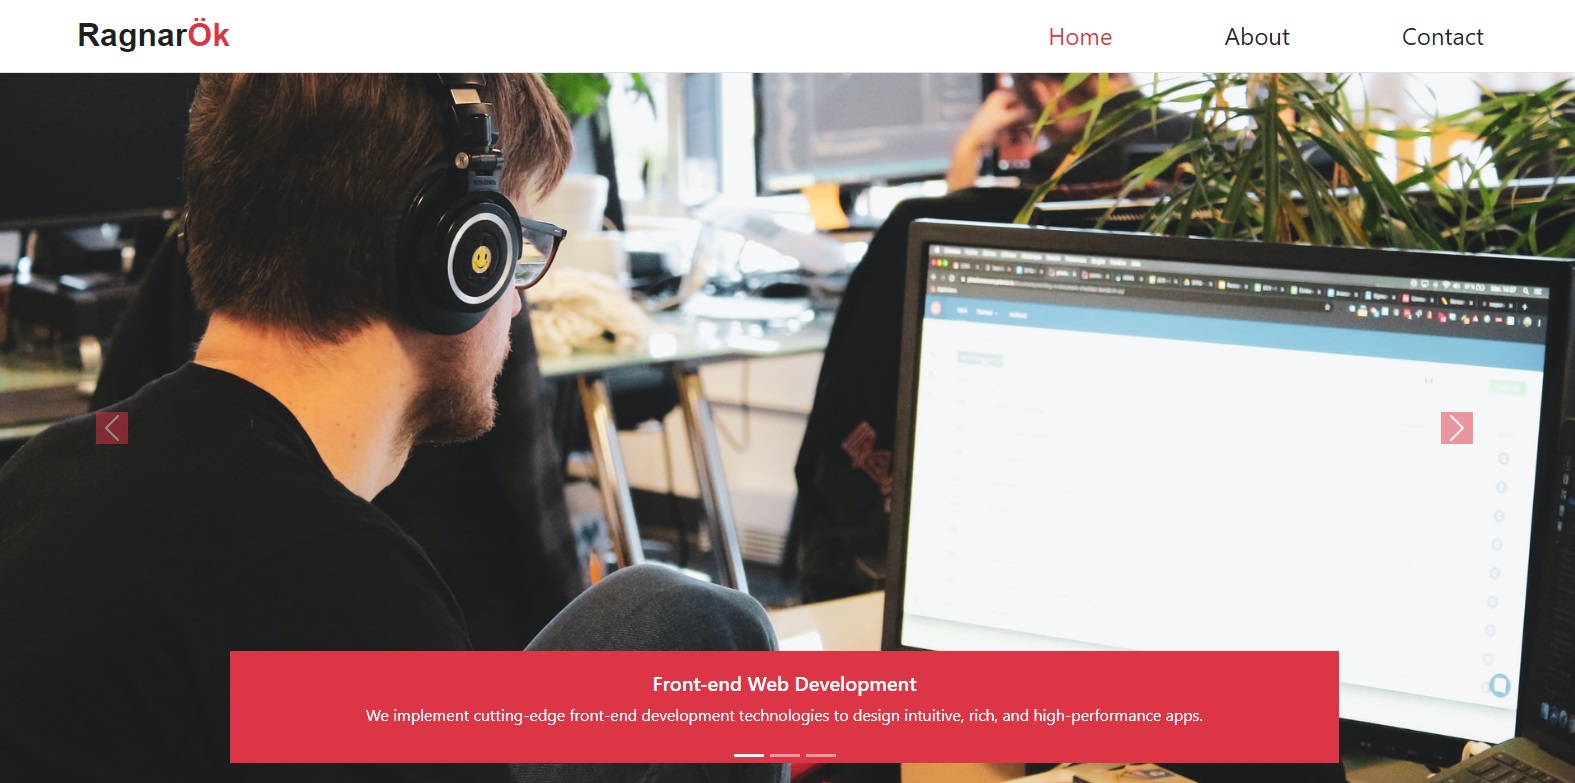 RagnarÖk
Home
About
Contact
Front-end Web Development
We implement cutting-edge front-end development technologies to design intuitive, rich, and high-performance apps.